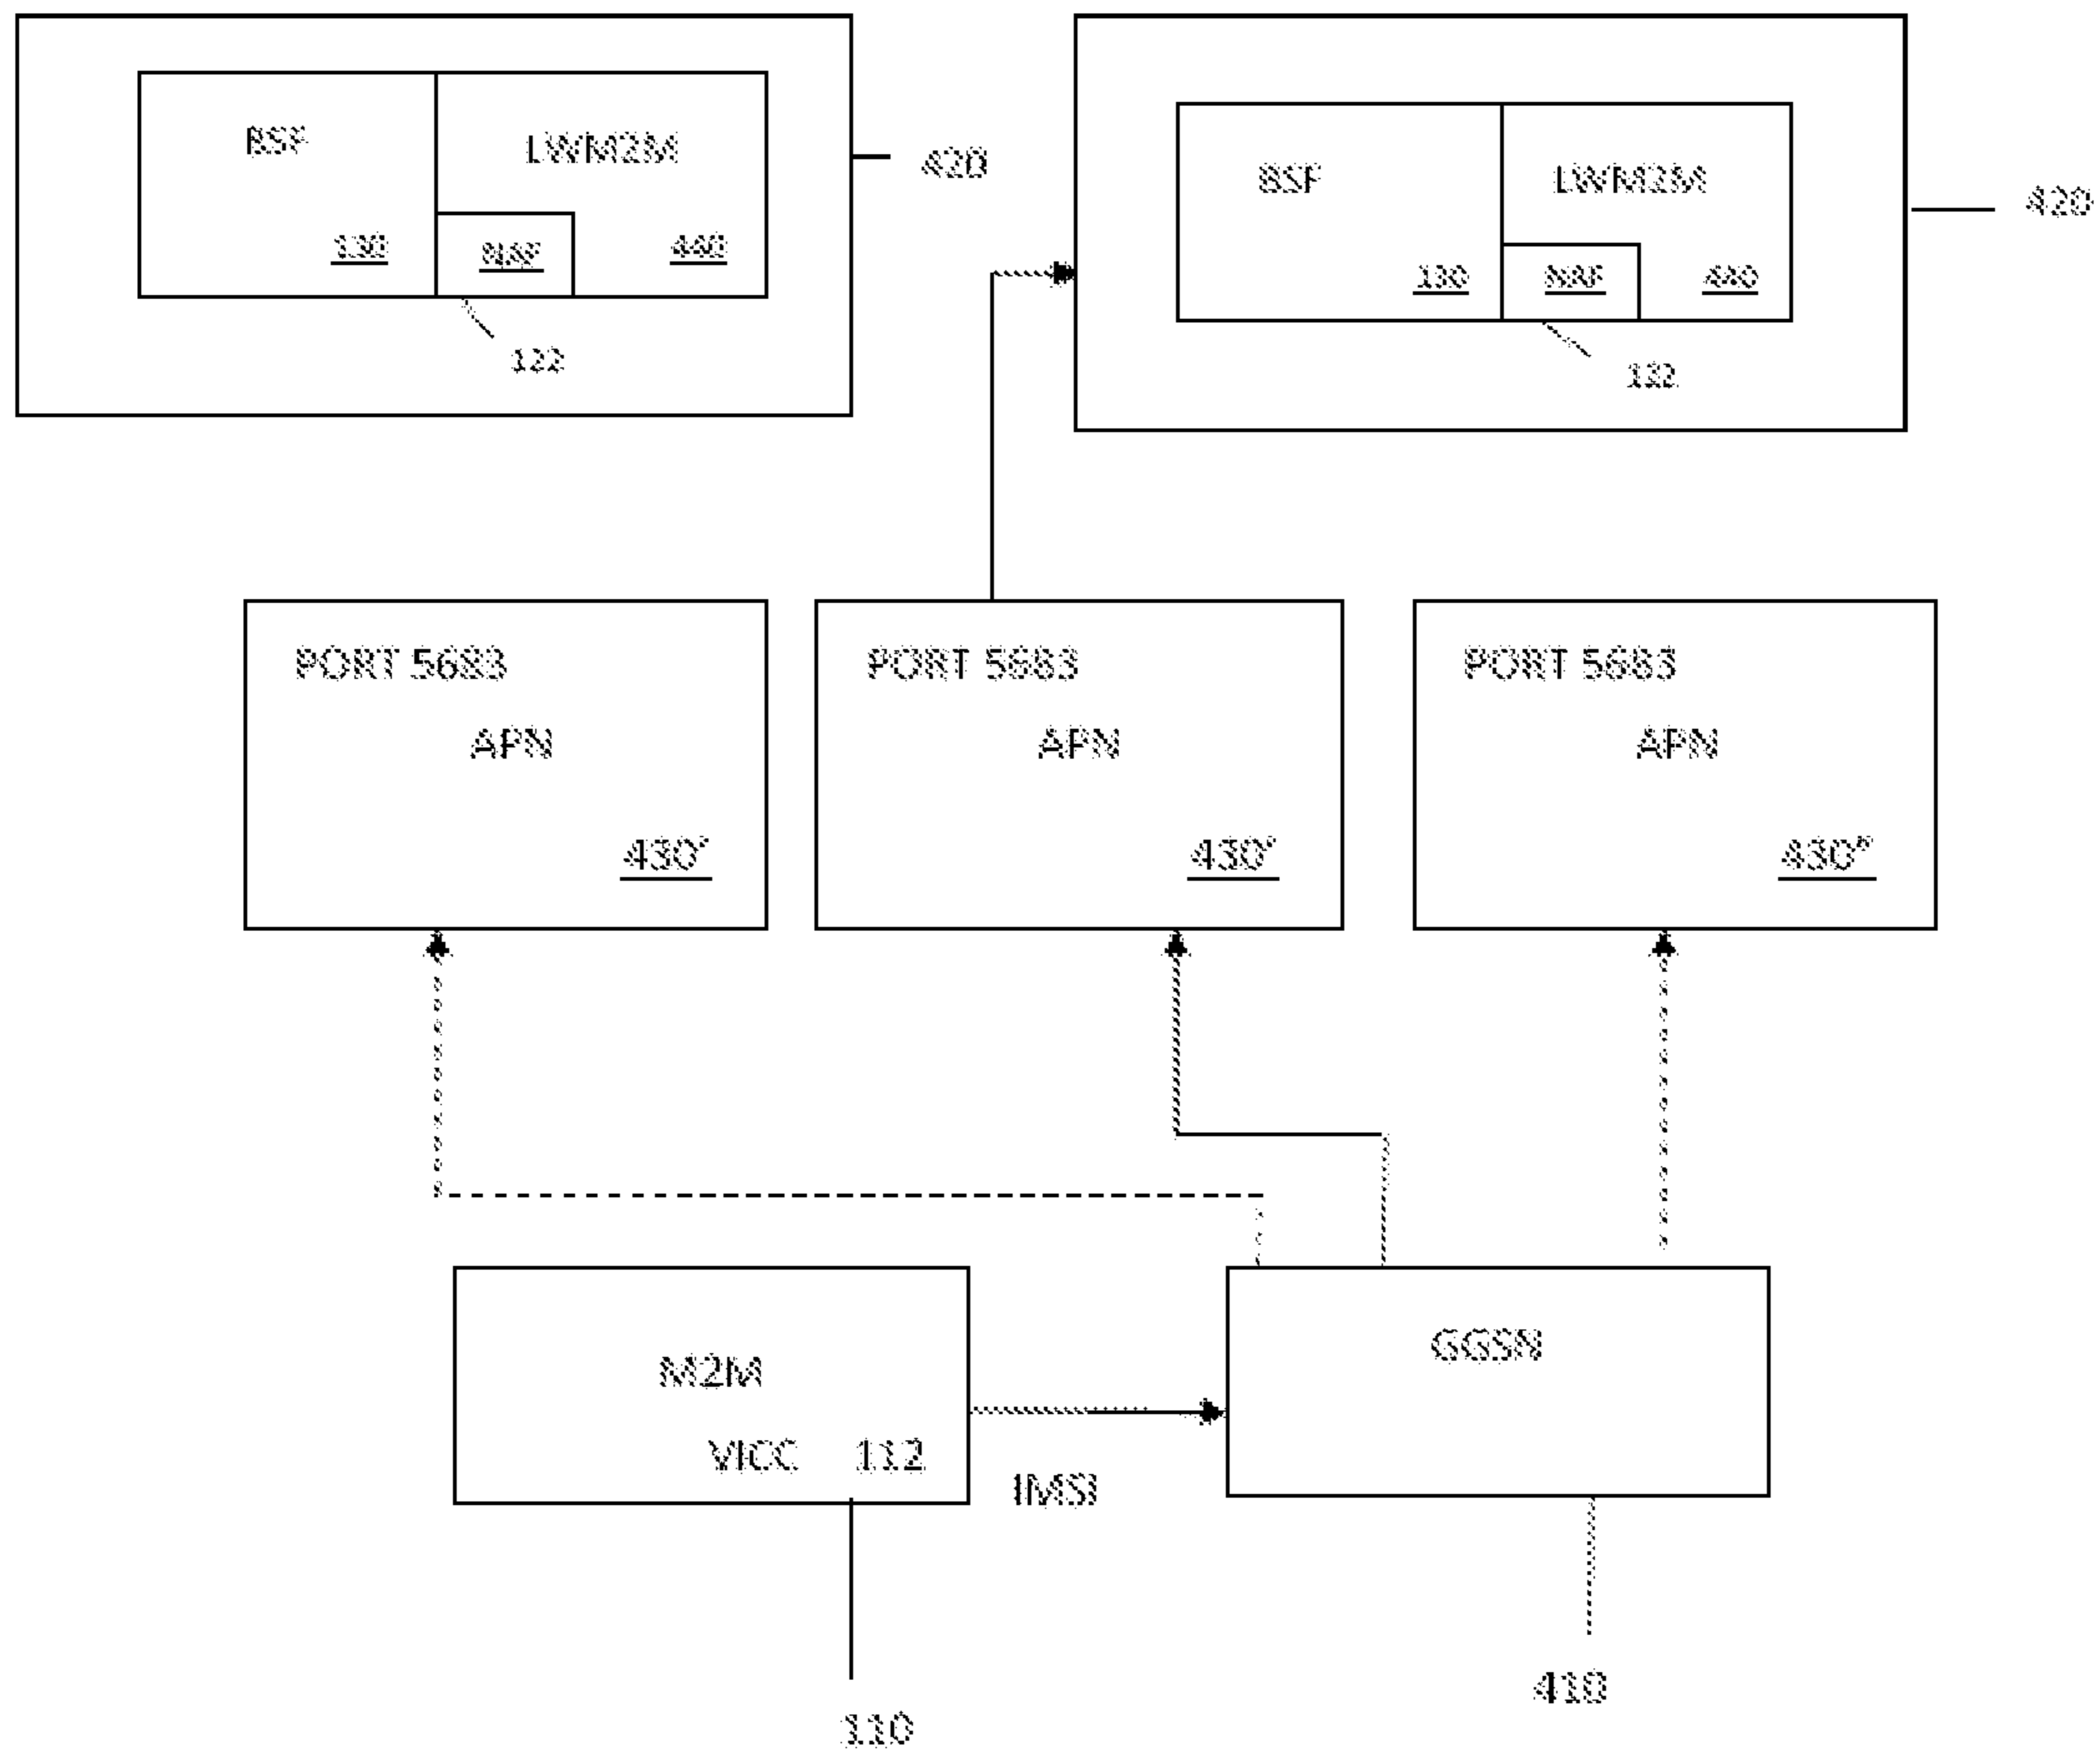 BSF
LWM2M
420
130
NAF
440
122
BSF
LWM2M
420
130
NAF
440
122
PORT 5683
APN
430'
PORT 5683
APN
430'
PORT 5683
APN
430"
M2M
VICC 112
IMSI
GGSN
110
410